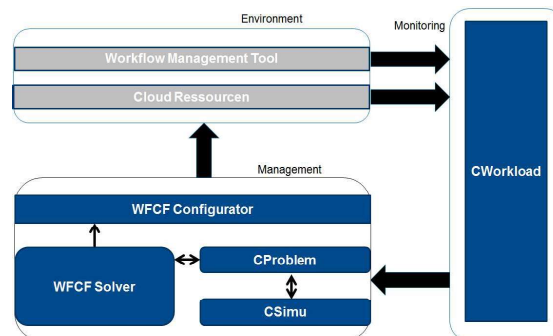 Environment
Monitoring
Workflow Management Tool
Cloud Ressourcen
CWorkload
Management
WFCF Configurator
WFCF Solver
CProblem
CSimu